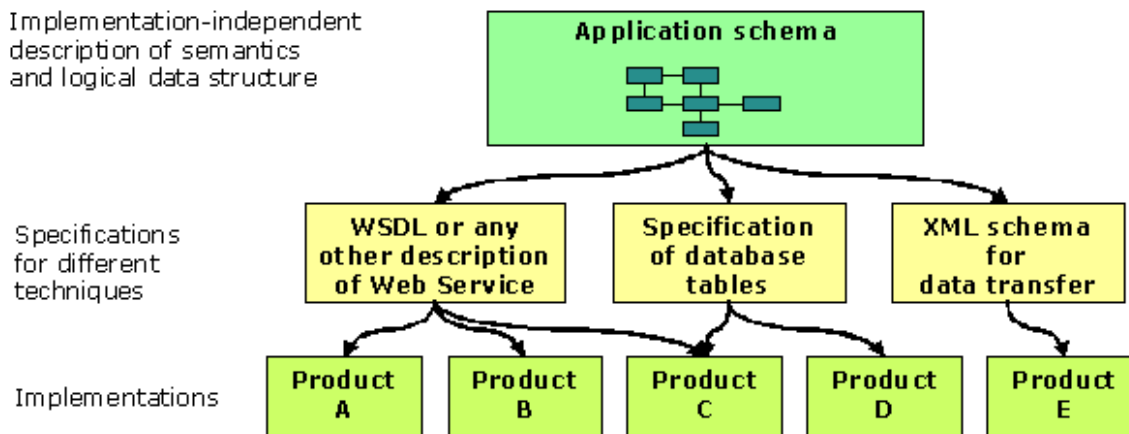 Implementation-independent
description of semantics
and logical data structure
Application schema
Specifications
for different
techniques
WSDL or any
other description
of Web Service
Specification
of database
tables
XML schema
for
data transfer
Implementations
Product
A
Product
B
Product
C
Product
D
Product
E